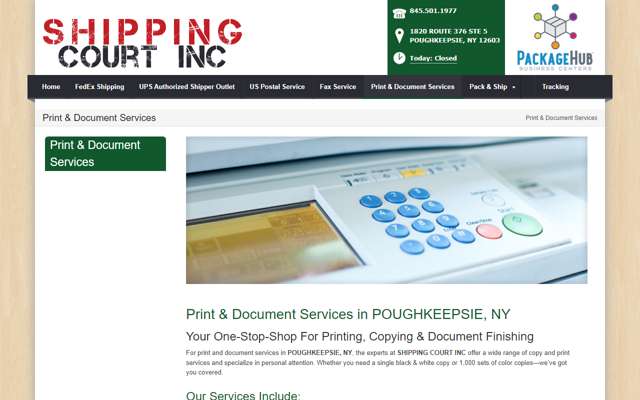 SHIPPING
COURT INC
845.501.1977
1820 ROUTE 376 STE 5
POUGHKEEPSIE, NY 12603
Today: Closed
PACKAGEHUB
BUSINESS CENTERS
Home FedEx Shipping UPS Authorized Shipper Outlet US Postal Service Fax Service Print & Document Services Pack & Ship Tracking
Print & Document Services
Print & Document Services
Print & Document
Services
Start
Print & Document Services in POUGHKEEPSIE, NY
Your One-Stop-Shop For Printing, Copying & Document Finishing
For print and document services in POUGHKEEPSIE, NY, the experts at SHIPPING COURT INC offer a wide range of copy and print
services and specialize in personal attention. Whether you need a single black & white copy or 1,000 sets of color copies—we've got
you covered.
Our Services Include: